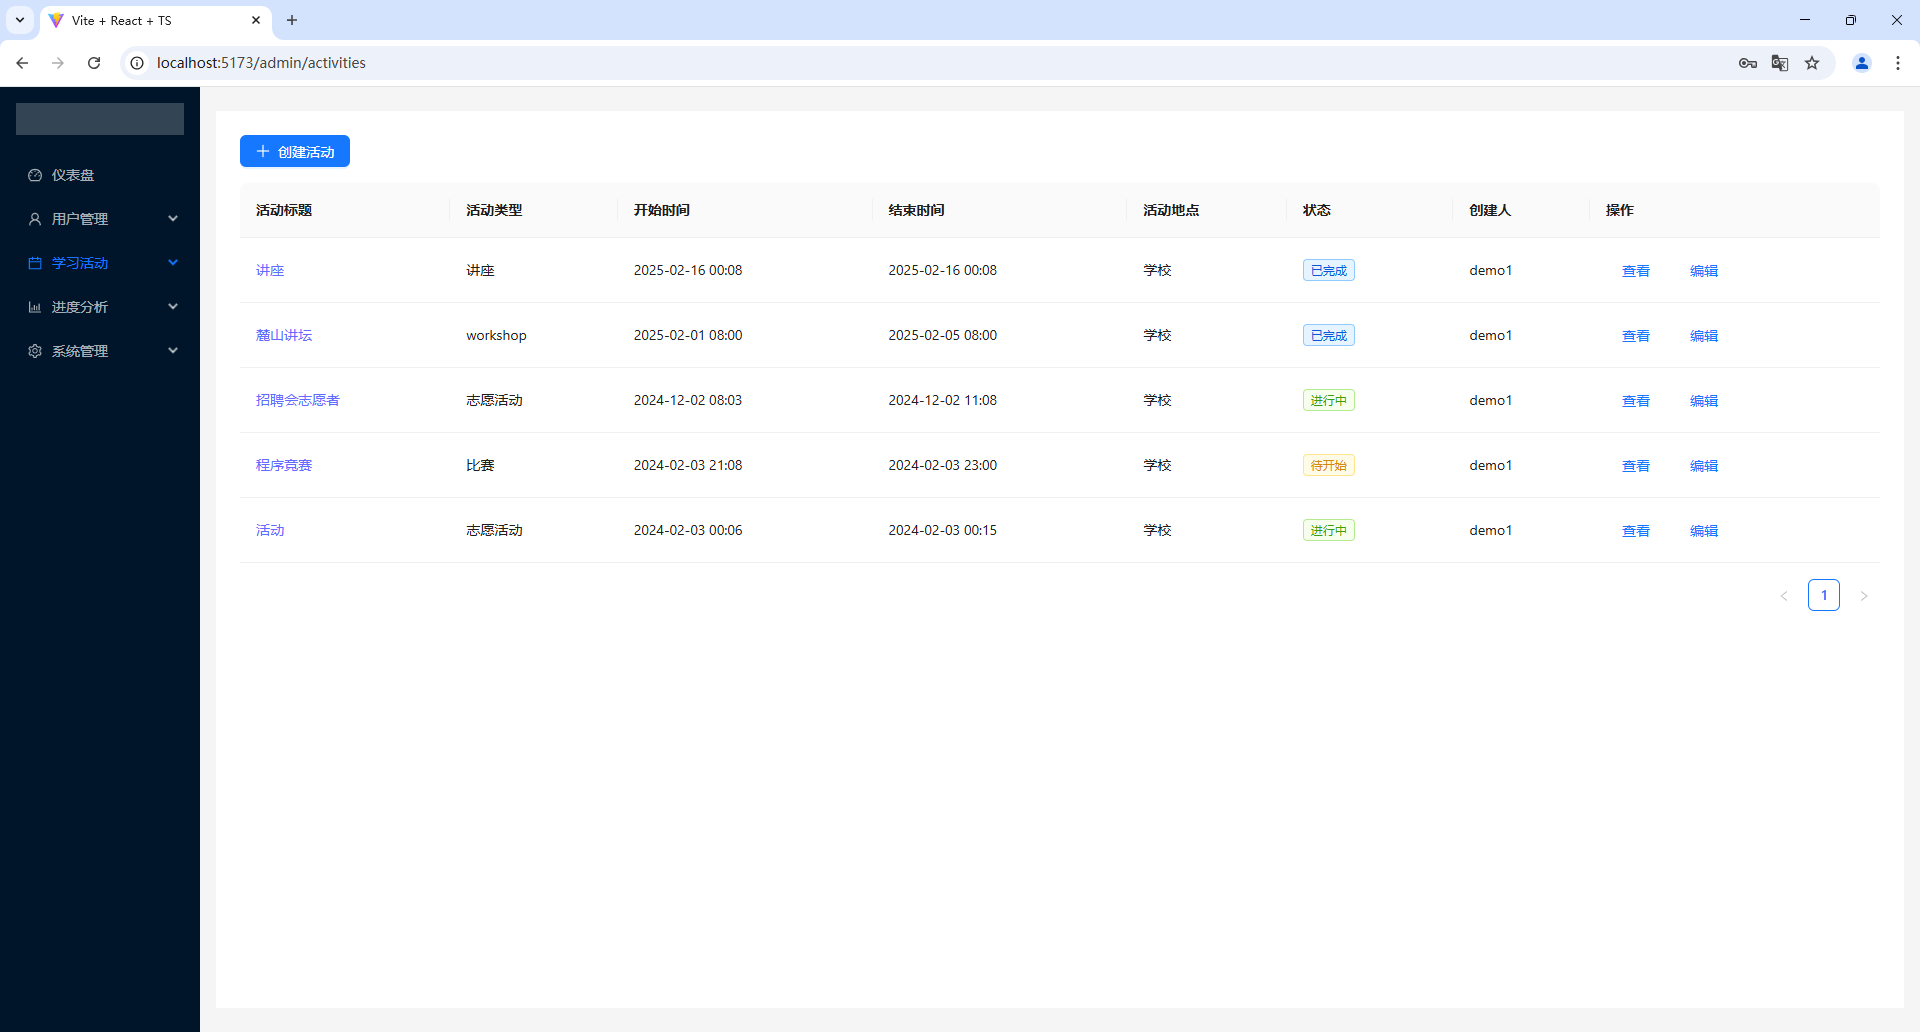 Vite + React + TS
localhost:5173/admin/activities
仪表盘
用户管理
学习活动
进度分析
系统管理
创建活动
活动标题 活动类型 开始时间 结束时间 活动地点 状态 创建人 操作
讲座 讲座 2025-02-16 00:08 2025-02-16 00:08 学校 已完成 demo1 查看 编辑
麓山讲坛 workshop 2025-02-01 08:00 2025-02-05 08:00 学校 已完成 demo1 查看 编辑
招聘会志愿者 志愿活动 2024-12-02 08:03 2024-12-02 11:08 学校 进行中 demo1 查看 编辑
程序竞赛 比赛 2024-02-03 21:08 2024-02-03 23:00 学校 待开始 demo1 查看 编辑
活动 志愿活动 2024-02-03 00:06 2024-02-03 00:15 学校 进行中 demo1 查看 编辑
1